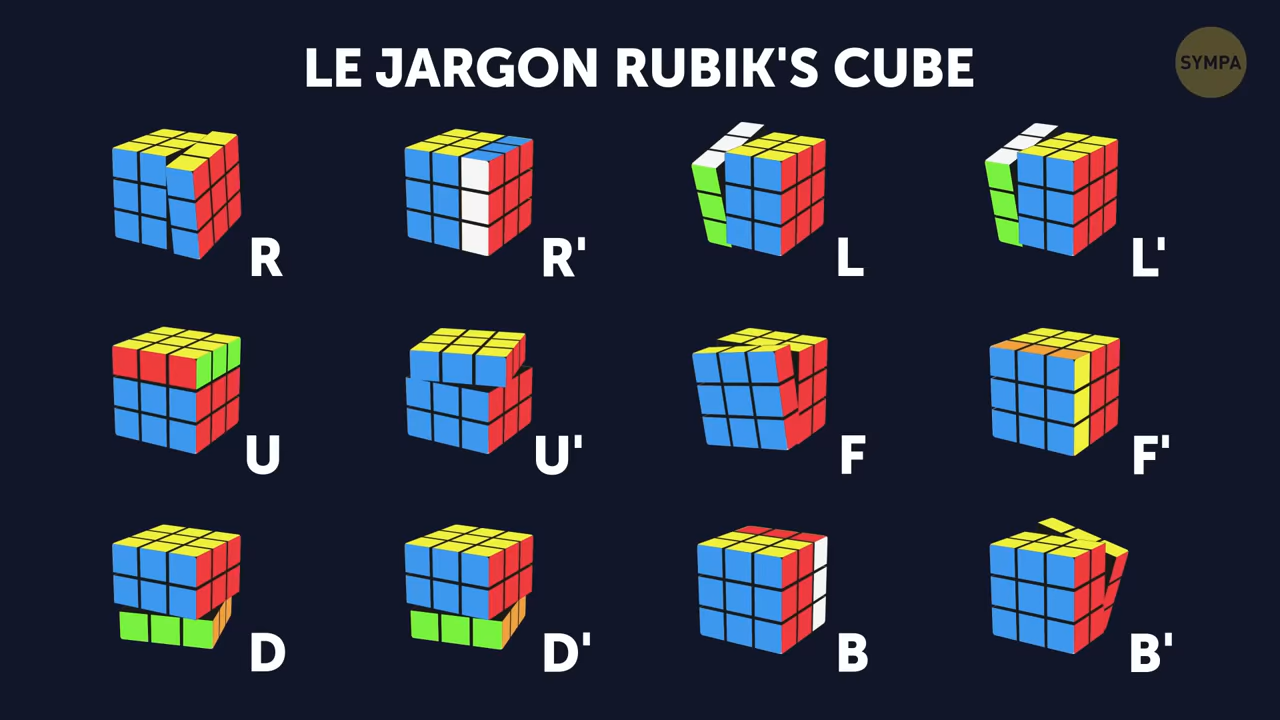 LE JARGON RUBIK'S CUBE
SYMPA
R
R'
L
L'
U
U'
F
F'
D
D'
B
B'